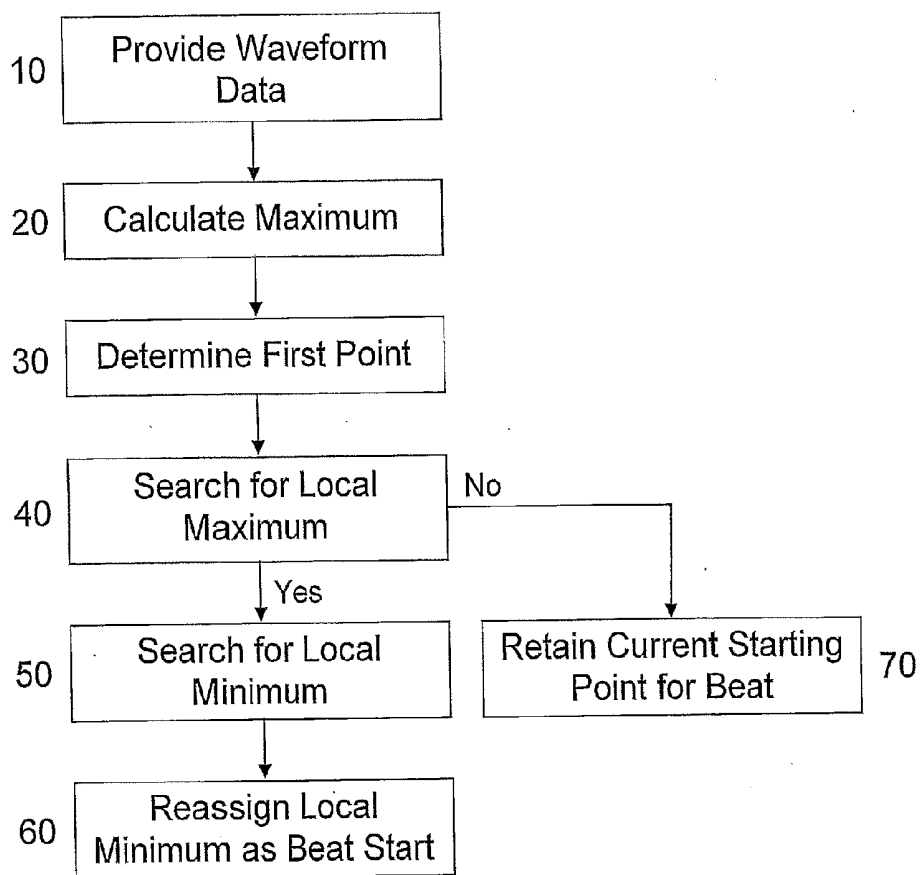 10
Provide Waveform
Data
20
Calculate Maximum
30
Determine First Point
40
Search for Local
Maximum
No
Yes
50
Search for Local
Minimum
Retain Current Starting
Point for Beat
70
60
Reassign Local
Minimum as Beat Start